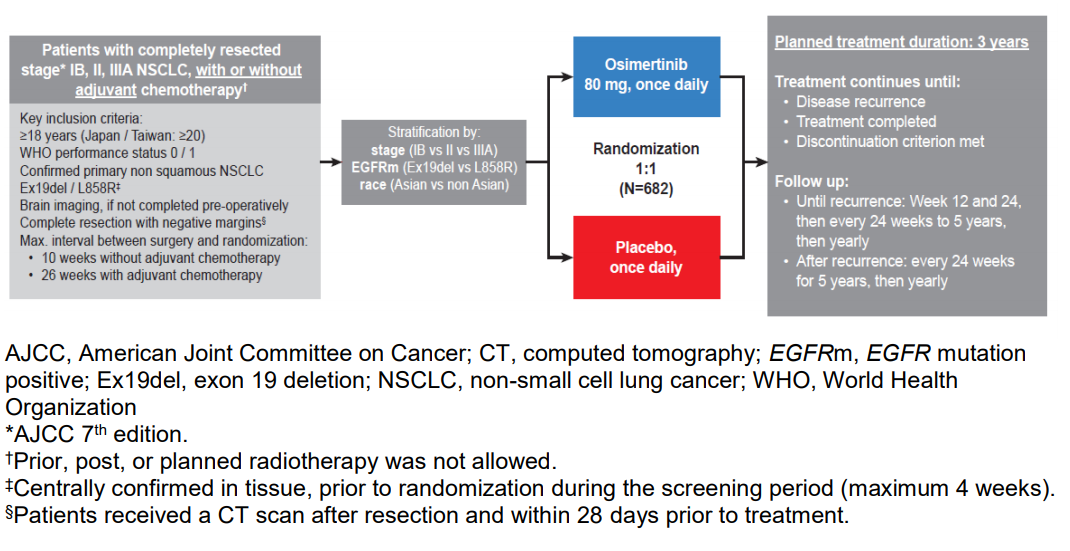 Patients with completely resected
stage* IB, II, IIIA NSCLC, with or without
adjuvant chemotherapy†
Key inclusion criteria:
≥18 years (Japan / Taiwan: ≥20)
WHO performance status 0 / 1
Confirmed primary non squamous NSCLC
Ex19del / L858R‡
Brain imaging, if not completed pre-operatively
Complete resection with negative margins§
Max. interval between surgery and randomization:
• 10 weeks without adjuvant chemotherapy
• 26 weeks with adjuvant chemotherapy
Stratification by:
stage (IB vs II vs IIIA)
EGFRm (Ex19del vs L858R)
race (Asian vs non Asian)
Osimertinib
80 mg, once daily
Randomization
1:1
(N=682)
Placebo,
once daily
Planned treatment duration: 3 years
Treatment continues until:
• Disease recurrence
• Treatment completed
• Discontinuation criterion met
Follow up:
• Until recurrence: Week 12 and 24,
then every 24 weeks to 5 years,
then yearly
• After recurrence: every 24 weeks
for 5 years, then yearly
AJCC, American Joint Committee on Cancer; CT, computed tomography; EGFRm, EGFR mutation
positive; Ex19del, exon 19 deletion; NSCLC, non-small cell lung cancer; WHO, World Health
Organization
*AJCC 7th edition.
†Prior, post, or planned radiotherapy was not allowed.
‡Centrally confirmed in tissue, prior to randomization during the screening period (maximum 4 weeks).
§Patients received a CT scan after resection and within 28 days prior to treatment.